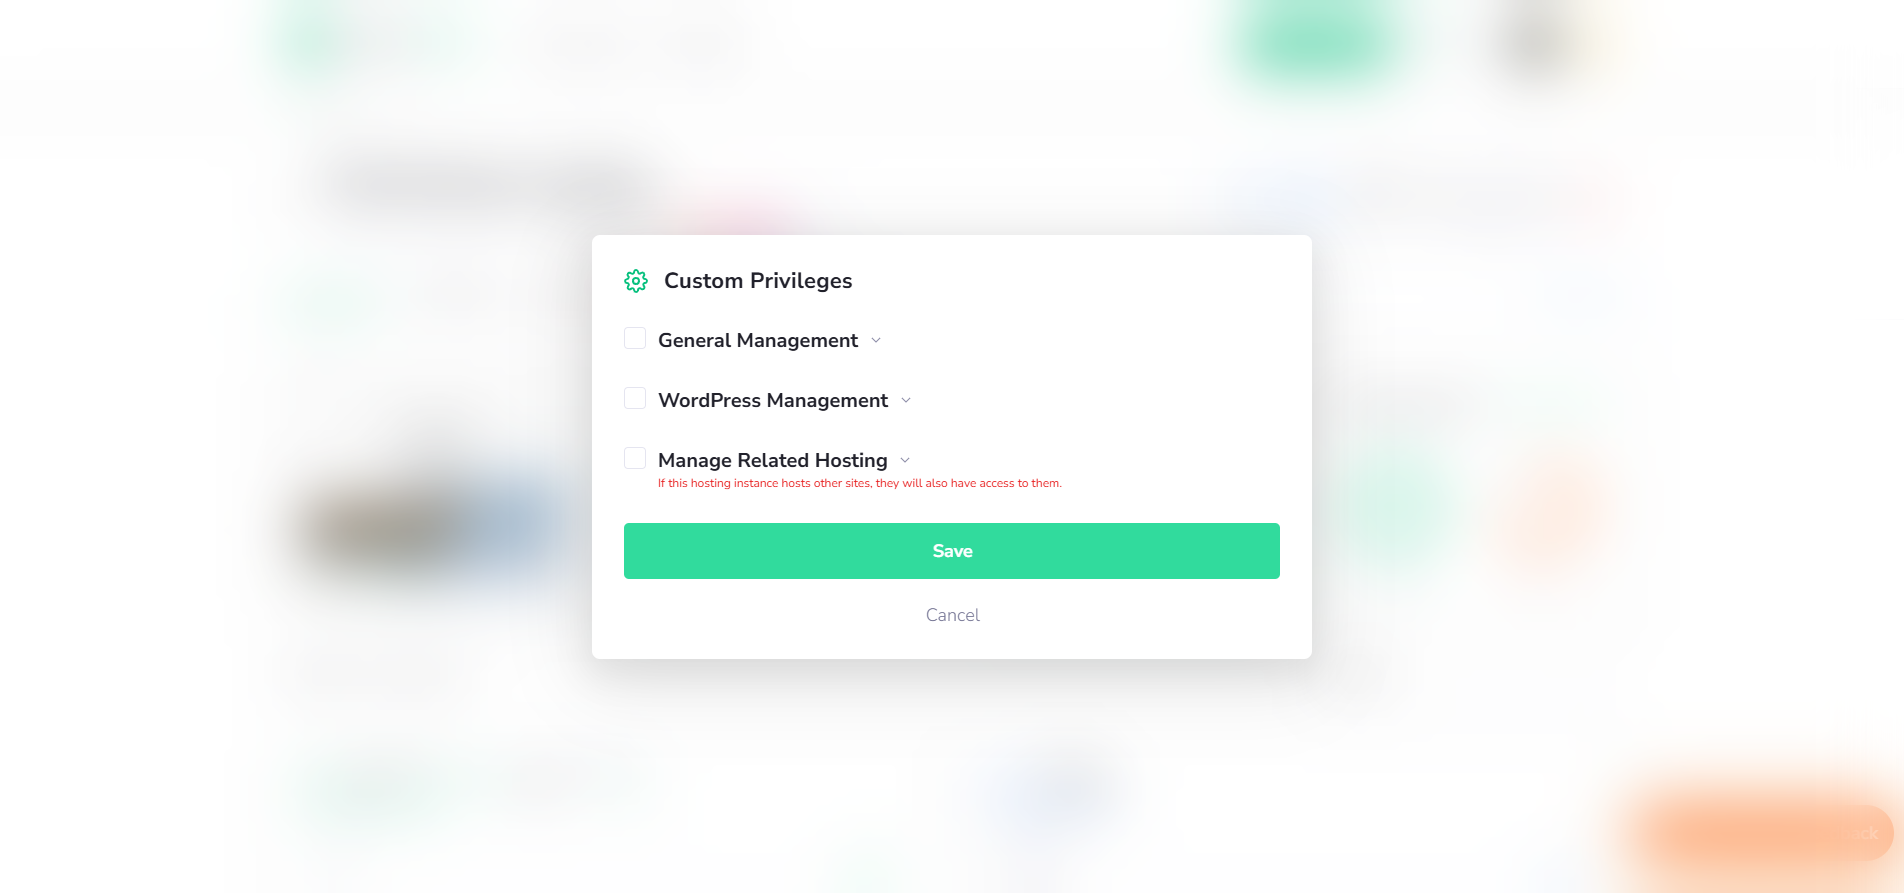 Custom Privileges
General Management
WordPress Management
Manage Related Hosting
If this hosting instance hosts other sites, they will also have access to them.
Save
Cancel